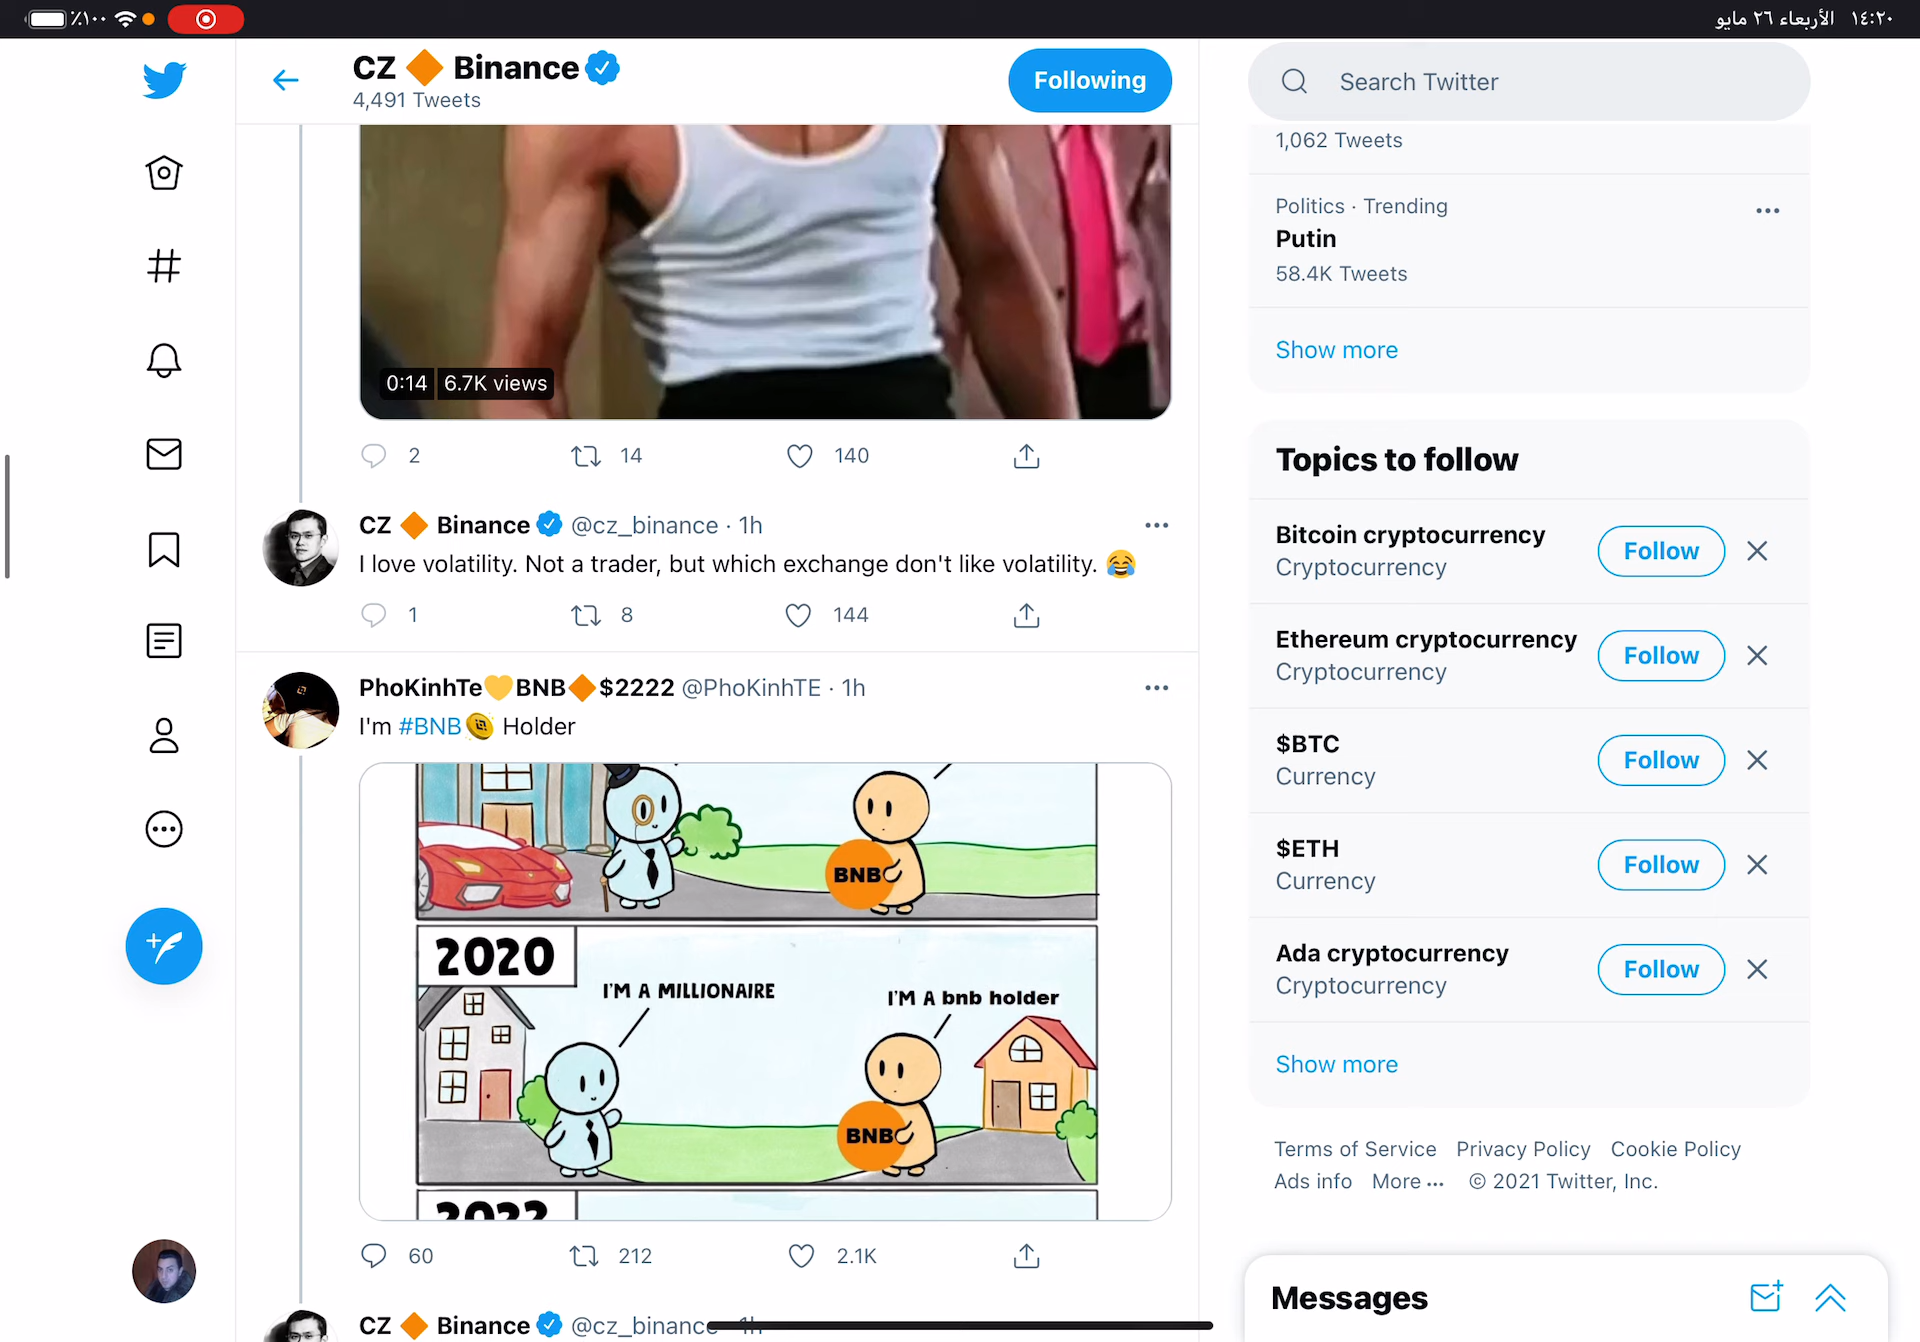 ٪١٠٠
١٤:٢٠ الأربعاء ٢٦ مايو
CZ 🔶 Binance
4,491 Tweets
Following
0:14 6.7K views
2 14 140
CZ 🔶 Binance @cz_binance · 1h
I love volatility. Not a trader, but which exchange don't like volatility. 😂
1 8 144
PhoKinhTe💛BNB🔶$2222 @PhoKinhTE · 1h
I'm #BNB Holder
BNB
2020
I'M A MILLIONAIRE
I'M A bnb holder
BNB
2022
60 212 2.1K
CZ 🔶 Binance @cz_binance 1h
Search Twitter
1,062 Tweets
Politics · Trending
Putin
58.4K Tweets
Show more
Topics to follow
Bitcoin cryptocurrency
Cryptocurrency
Follow
Ethereum cryptocurrency
Cryptocurrency
Follow
$BTC
Currency
Follow
$ETH
Currency
Follow
Ada cryptocurrency
Cryptocurrency
Follow
Show more
Terms of Service Privacy Policy Cookie Policy
Ads info More ··· © 2021 Twitter, Inc.
Messages